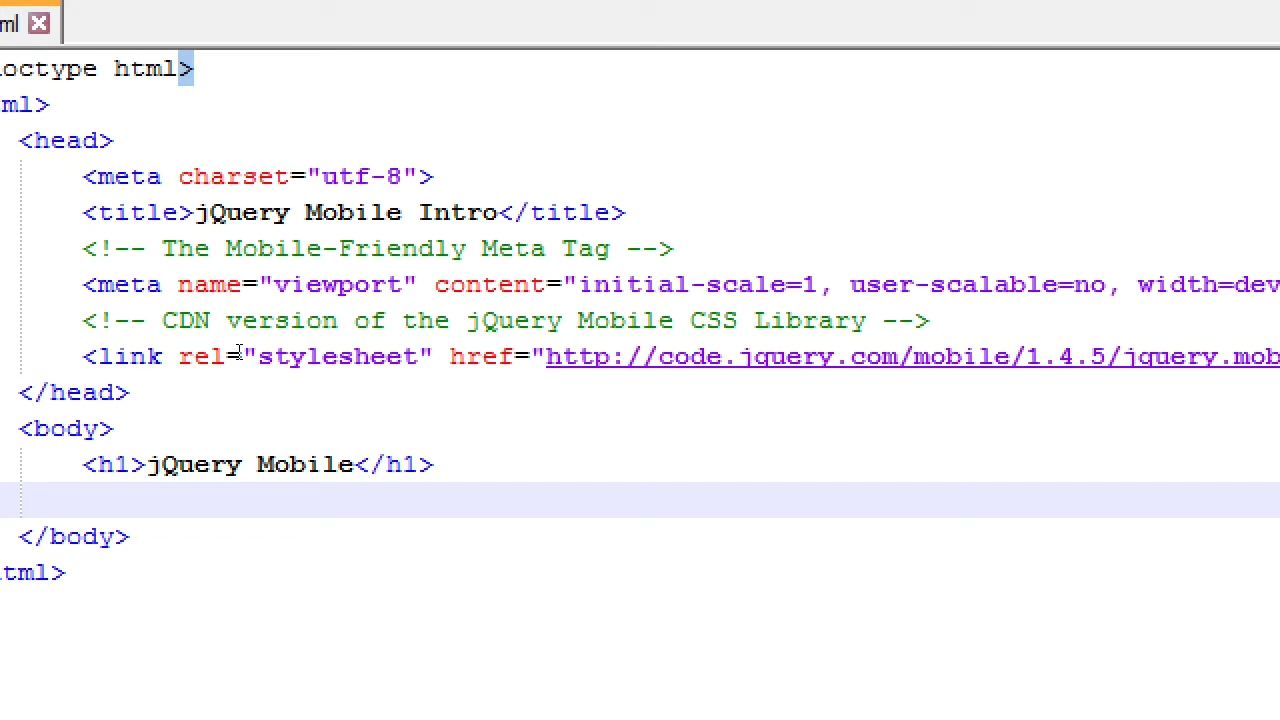 ml
octype html>
ml>
<head>
<meta charset="utf-8">
<title>jQuery Mobile Intro</title>
<!-- The Mobile-Friendly Meta Tag -->
<meta name="viewport" content="initial-scale=1, user-scalable=no, width=dev
<!-- CDN version of the jQuery Mobile CSS Library -->
<link rel="stylesheet" href="http://code.jquery.com/mobile/1.4.5/jquery.mob
</head>
<body>
<h1>jQuery Mobile</h1>
</body>
tml>